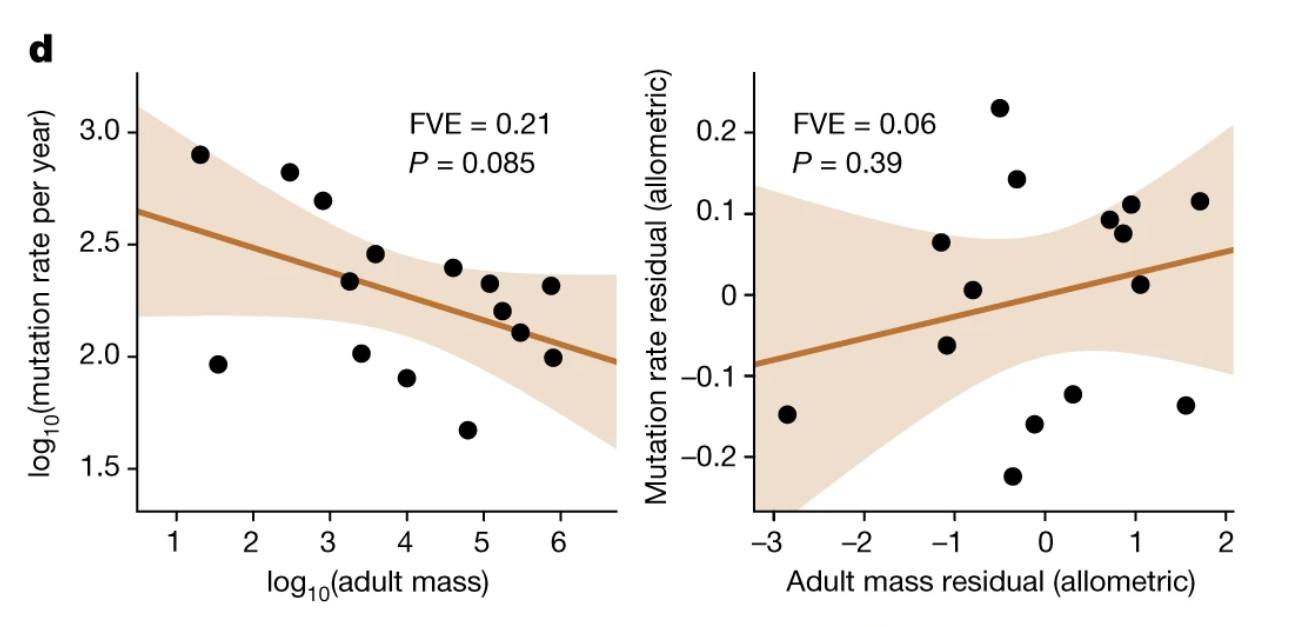 d
log10(mutation rate per year)
3.0
2.5
2.0
1.5
FVE = 0.21
P = 0.085
1 2 3 4 5 6
log10(adult mass)
Mutation rate residual (allometric)
0.2
0.1
0
–0.1
–0.2
FVE = 0.06
P = 0.39
–3 –2 –1 0 1 2
Adult mass residual (allometric)